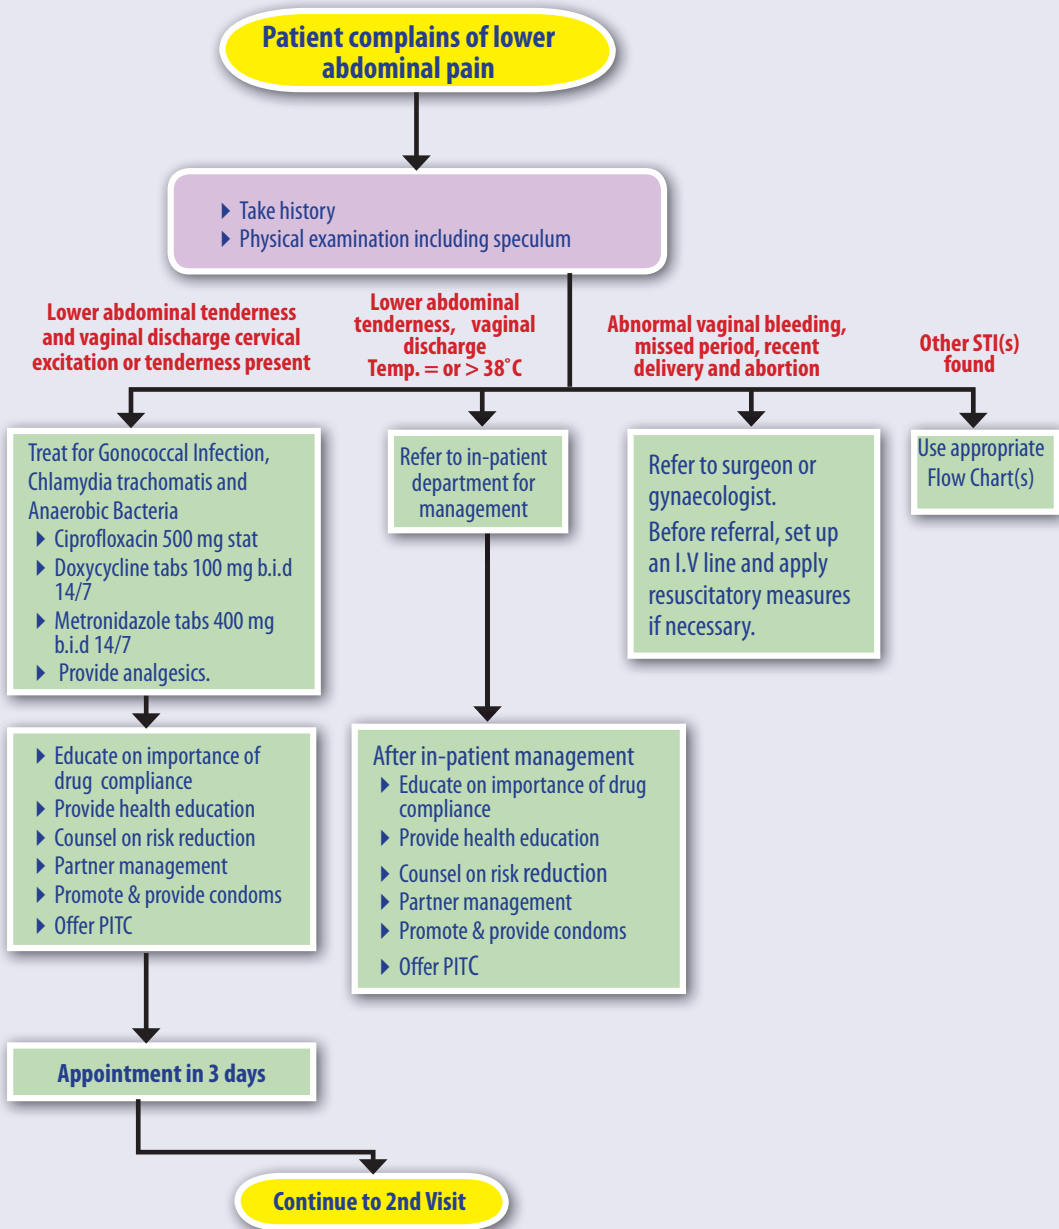 Patient complains of lower
abdominal pain
Take history
Physical examination including speculum
Lower abdominal tenderness
and vaginal discharge cervical
excitation or tenderness present
Lower abdominal
tenderness, vaginal
discharge
Temp. = or > 38˚C
Abnormal vaginal bleeding,
missed period, recent
delivery and abortion
Other STI(s)
found
Treat for Gonococcal Infection,
Chlamydia trachomatis and
Anaerobic Bacteria
Ciprofloxacin 500 mg stat
Doxycycline tabs 100 mg b.i.d
14/7
Metronidazole tabs 400 mg
b.i.d 14/7
Provide analgesics.
Refer to in-patient
department for
management
Refer to surgeon or
gynaecologist.
Before referral, set up
an I.V line and apply
resuscitatory measures
if necessary.
Use appropriate
Flow Chart(s)
Educate on importance of
drug compliance
Provide health education
Counsel on risk reduction
Partner management
Promote & provide condoms
Offer PITC
After in-patient management
Educate on importance of drug
compliance
Provide health education
Counsel on risk reduction
Partner management
Promote & provide condoms
Offer PITC
Appointment in 3 days
Continue to 2nd Visit